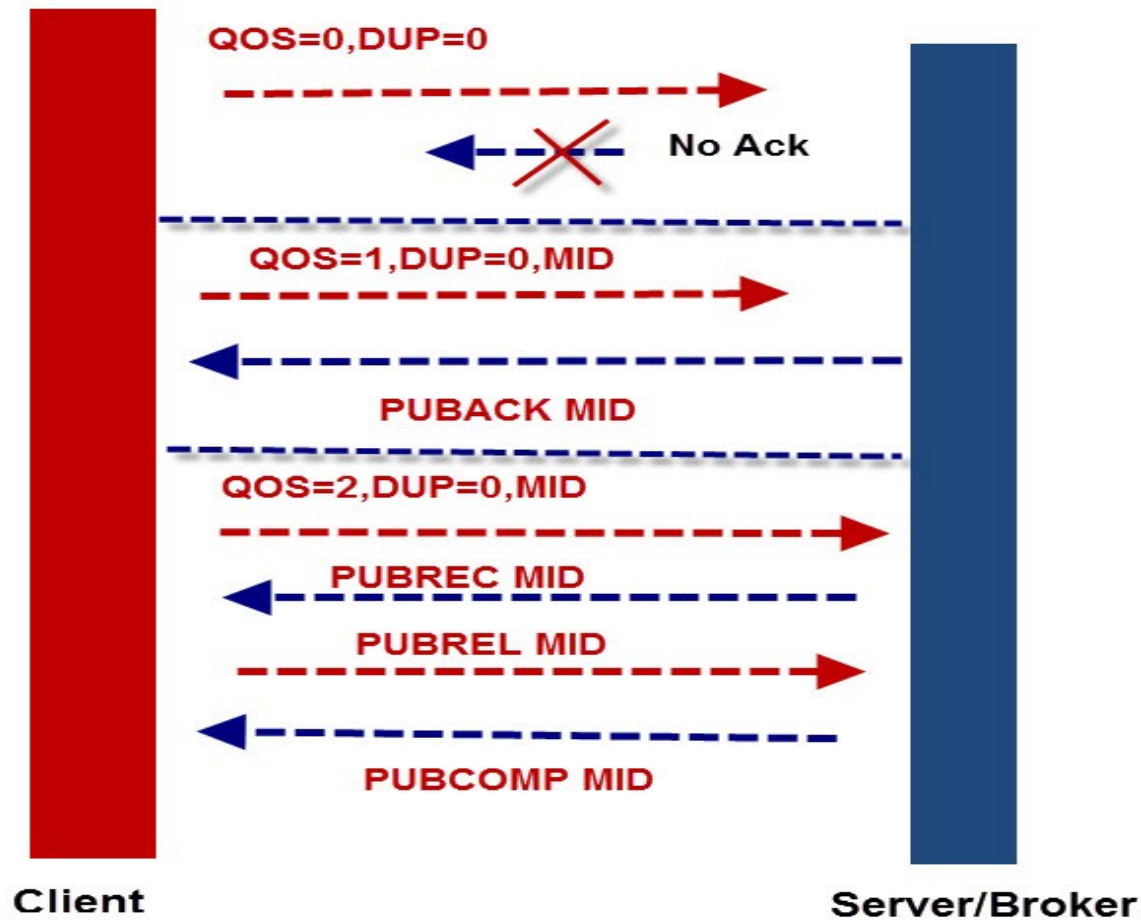 QOS=0,DUP=0
No Ack
QOS=1,DUP=0,MID
PUBACK MID
QOS=2,DUP=0,MID
PUBREC MID
PUBREL MID
PUBCOMP MID
Client
Server/Broker